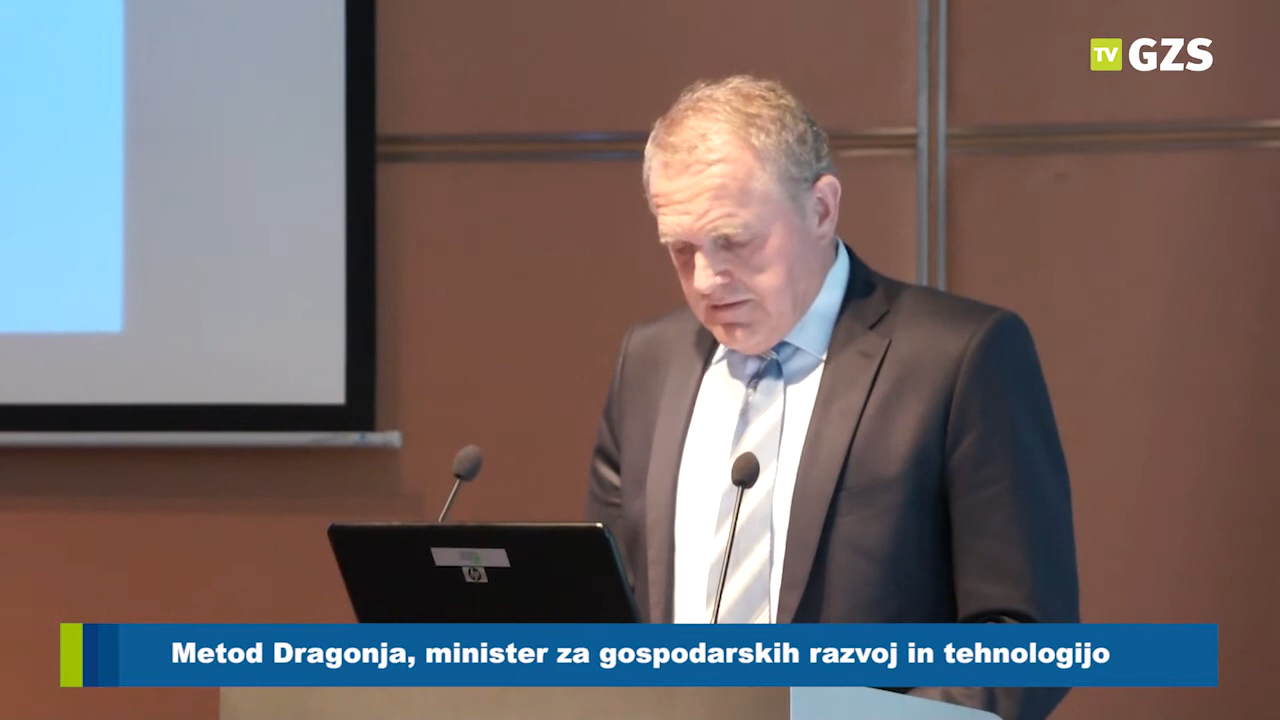 TV GZS
hp
Metod Dragonja, minister za gospodarskih razvoj in tehnologijo